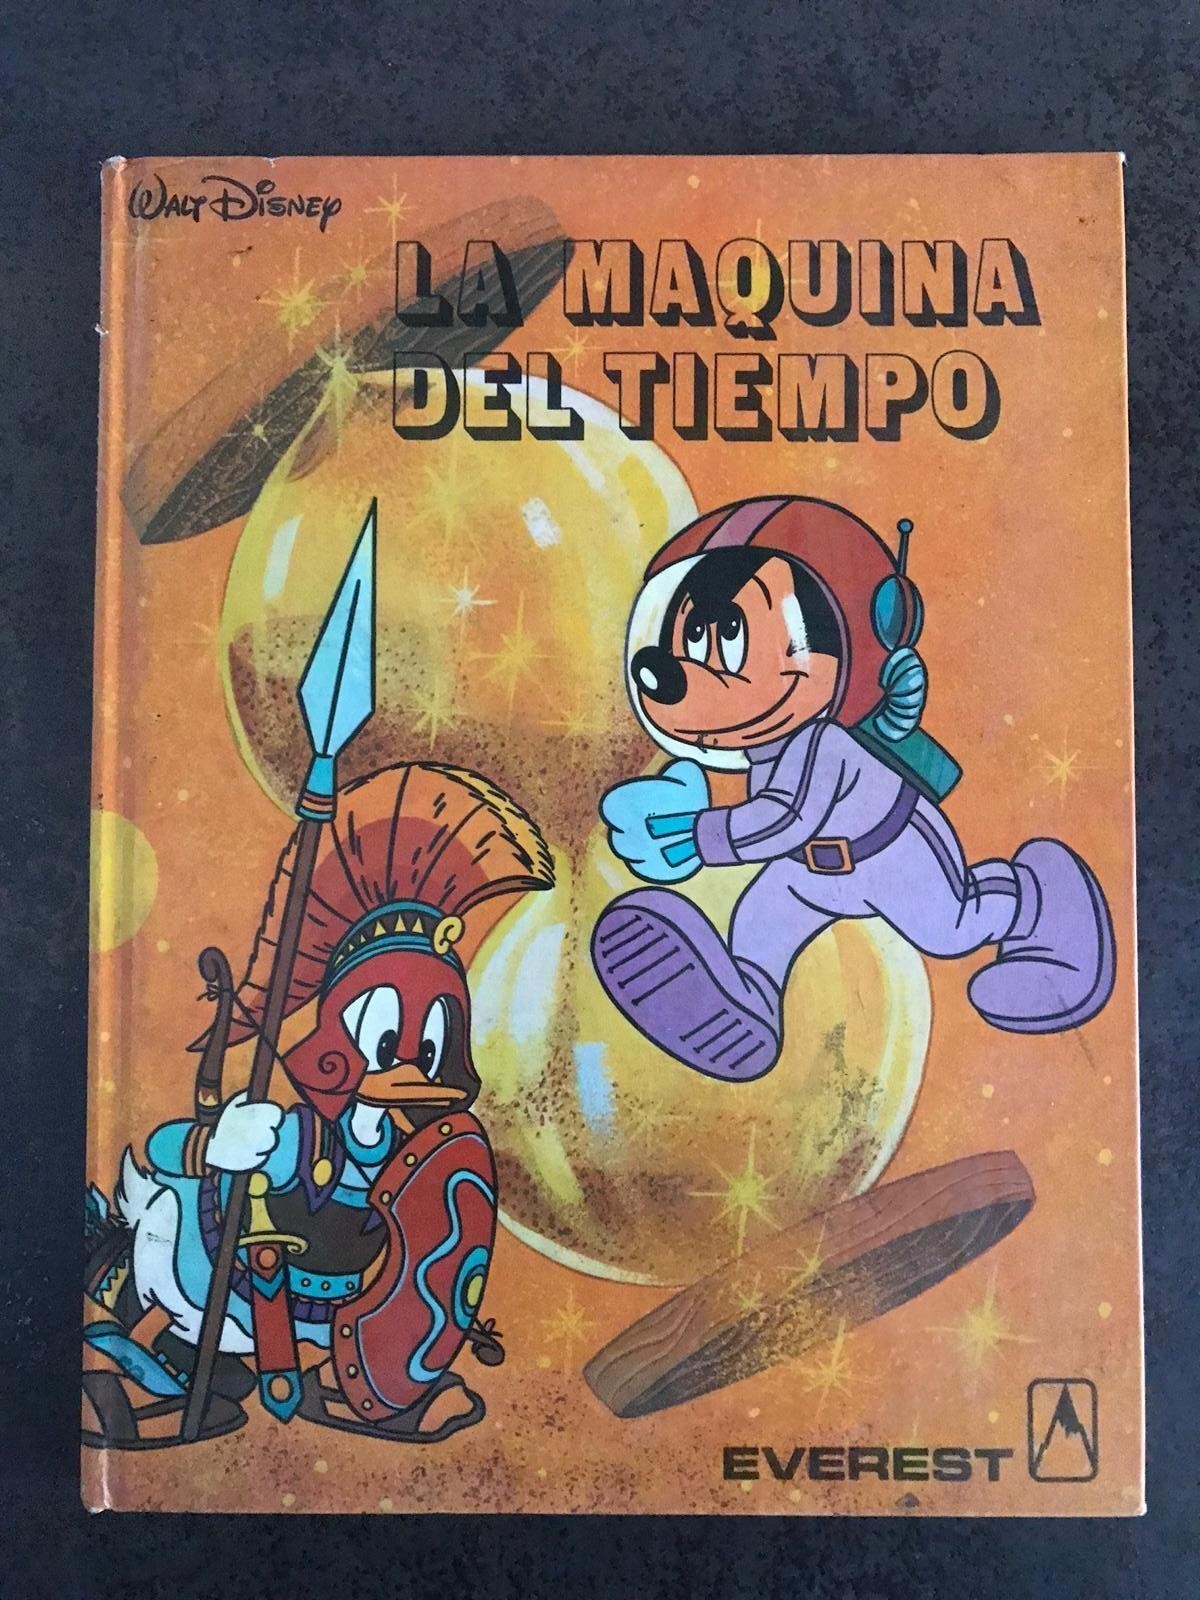 WALT DISNEY
LA MAQUINA
DEL TIEMPO
EVEREST